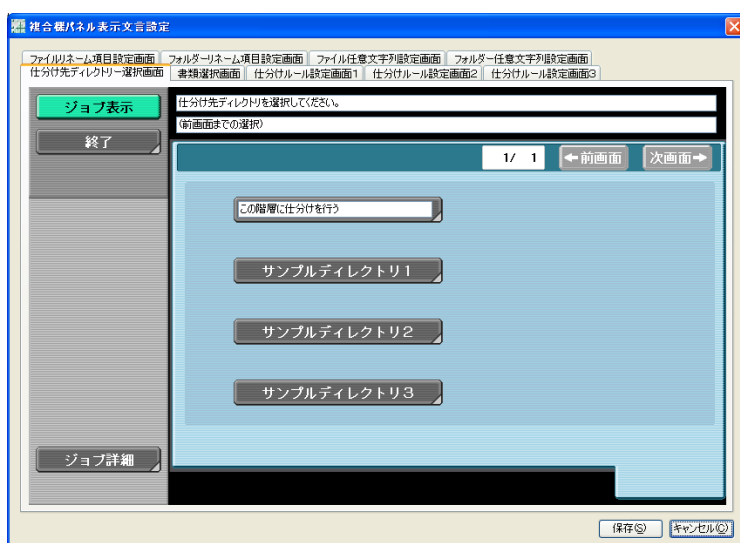 複合機パネル表示文言設定
ファイルリネーム項目設定画面 フォルダーリネーム項目設定画面 ファイル任意文字列設定画面 フォルダー任意文字列設定画面
仕分け先ディレクトリー選択画面 書類選択画面 仕分けルール設定画面1 仕分けルール設定画面2 仕分けルール設定画面3
ジョブ表示
仕分け先ディレクトリを選択してください。
(前画面までの選択)
終了
1/ 1 ←前画面 次画面→
この階層に仕分けを行う
サンプルディレクトリ1
サンプルディレクトリ2
サンプルディレクトリ3
ジョブ詳細
保存(S) キャンセル(C)